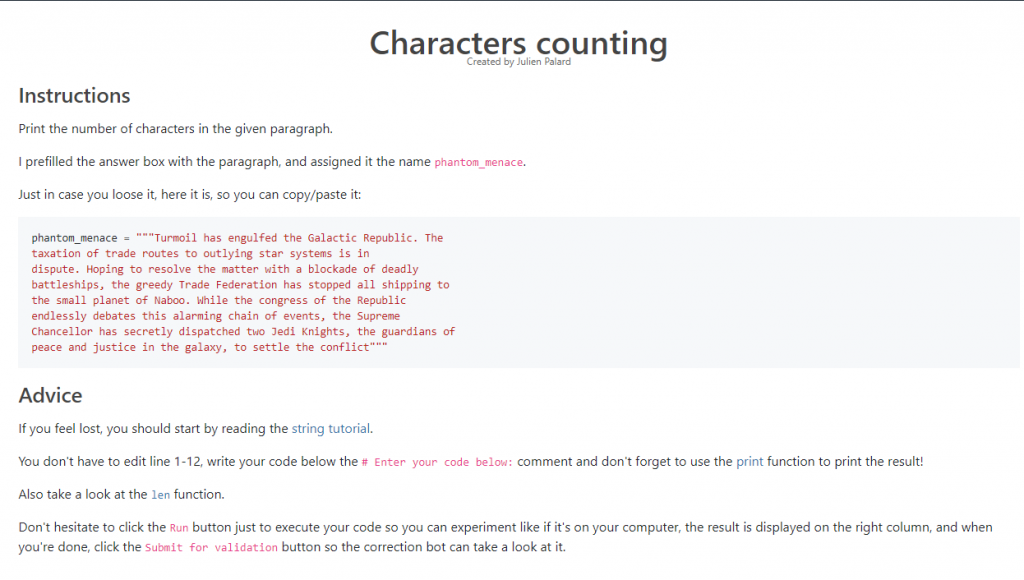 Characters counting
Created by Julien Palard
Instructions
Print the number of characters in the given paragraph.
I prefilled the answer box with the paragraph, and assigned it the name phantom_menace.
Just in case you loose it, here it is, so you can copy/paste it:
phantom_menace = """Turmoil has engulfed the Galactic Republic. The
taxation of trade routes to outlying star systems is in
dispute. Hoping to resolve the matter with a blockade of deadly
battleships, the greedy Trade Federation has stopped all shipping to
the small planet of Naboo. While the congress of the Republic
endlessly debates this alarming chain of events, the Supreme
Chancellor has secretly dispatched two Jedi Knights, the guardians of
peace and justice in the galaxy, to settle the conflict"""
Advice
If you feel lost, you should start by reading the string tutorial.
You don't have to edit line 1-12, write your code below the # Enter your code below: comment and don't forget to use the print function to print the result!
Also take a look at the len function.
Don't hesitate to click the Run button just to execute your code so you can experiment like if it's on your computer, the result is displayed on the right column, and when
you're done, click the Submit for validation button so the correction bot can take a look at it.